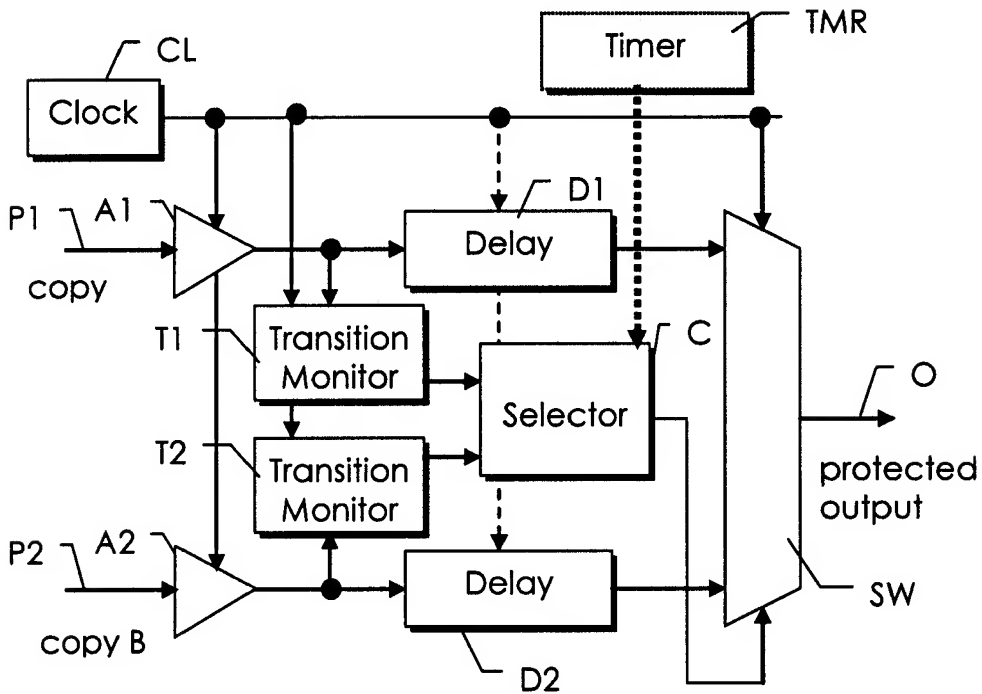 CL
Timer
TMR
Clock
P1
A1
D1
Delay
copy
T1
Transition
Monitor
C
Selector
O
T2
Transition
Monitor
protected
output
P2
A2
Delay
SW
copy B
D2